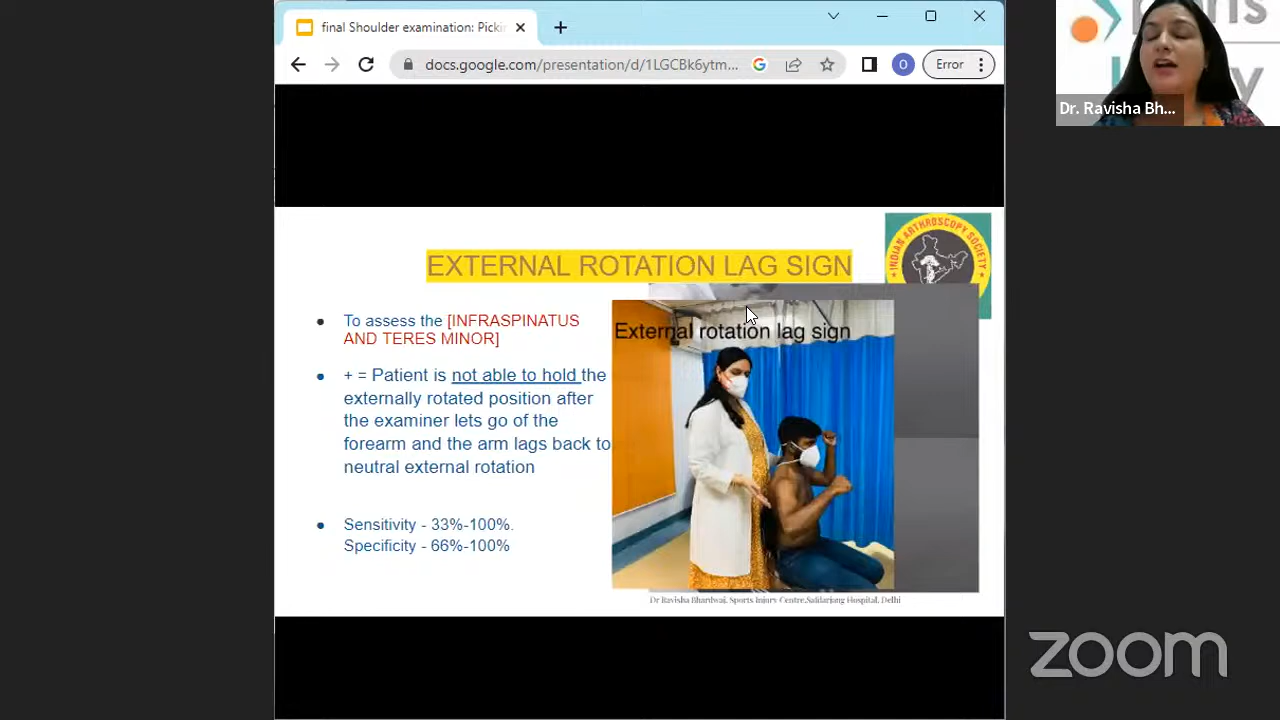 final Shoulder examination: Picki
docs.google.com/presentation/d/1LGCBk6ytm...
G
O
Error
Dr. Ravisha Bh...
EXTERNAL ROTATION LAG SIGN
INDIAN ARTHROSCOPY SOCIETY
To assess the [INFRASPINATUS
AND TERES MINOR]
+ = Patient is not able to hold the
externally rotated position after
the examiner lets go of the
forearm and the arm lags back to
neutral external rotation
Sensitivity - 33%-100%.
Specificity - 66%-100%
External rotation lag sign
Dr Ravisha Bhardwaj, Sports Injury Centre,Safdarjang Hospital, Delhi
zoom